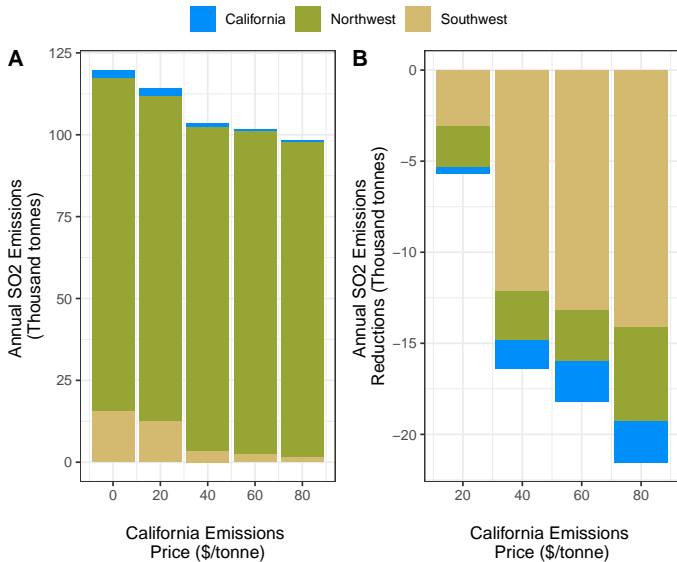 California Northwest Southwest
A
125
100
75
50
25
0
Annual SO2 Emissions
(Thousand tonnes)
0 20 40 60 80
California Emissions
Price ($/tonne)
B
0
−5
−10
−15
−20
Annual SO2 Emissions
Reductions (Thousand tonnes)
20 40 60 80
California Emissions
Price ($/tonne)